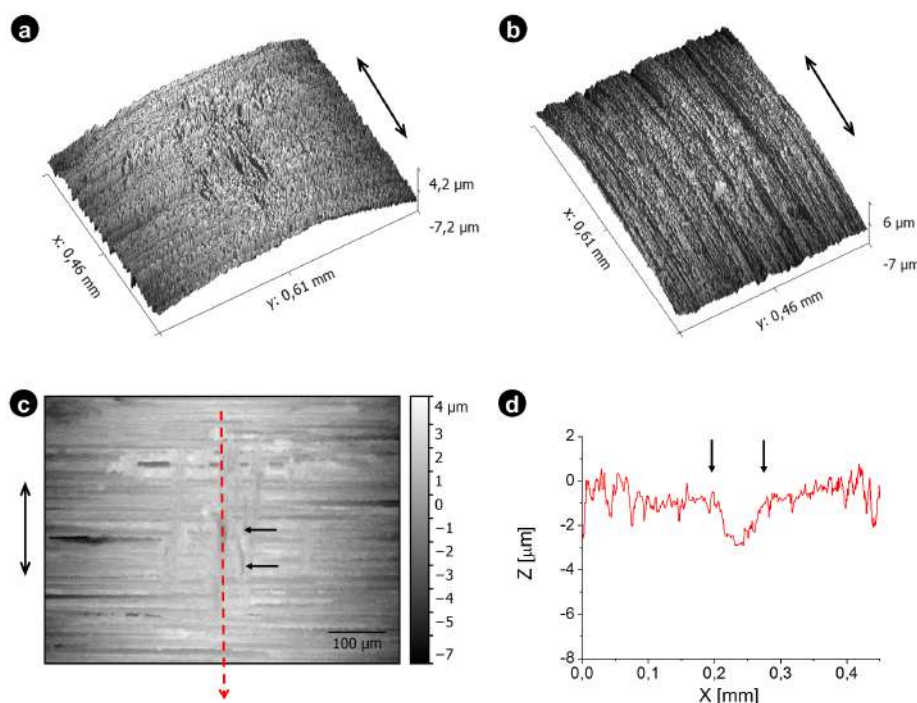 a
4,2 µm
-7,2 µm
x: 0,46 mm
y: 0,61 mm
b
6 µm
-7 µm
x: 0,61 mm
y: 0,46 mm
c
4 µm
3
2
1
0
−1
−2
−3
−4
−5
−7
100 µm
d
2
0
-2
-4
-6
-8
Z [µm]
0,0
0,1
0,2
0,3
0,4
X [mm]